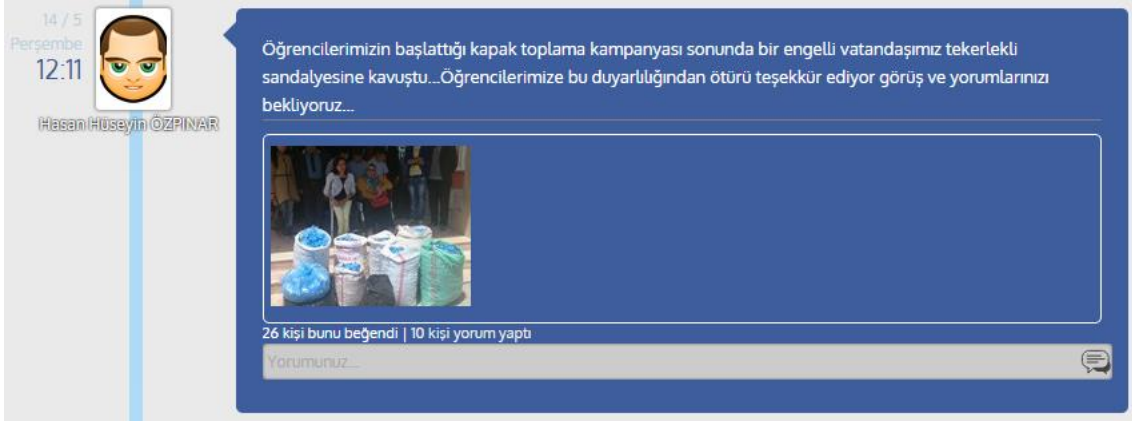 14 / 5
Perşembe
12:11
Hasan Hüseyin ÖZPINAR
Öğrencilerimizin başlattığı kapak toplama kampanyası sonunda bir engelli vatandaşımız tekerlekli
sandalyesine kavuştu...Öğrencilerimize bu duyarlılığından ötürü teşekkür ediyor görüş ve yorumlarınızı
bekliyoruz...
26 kişi bunu beğendi | 10 kişi yorum yaptı
Yorumunuz...